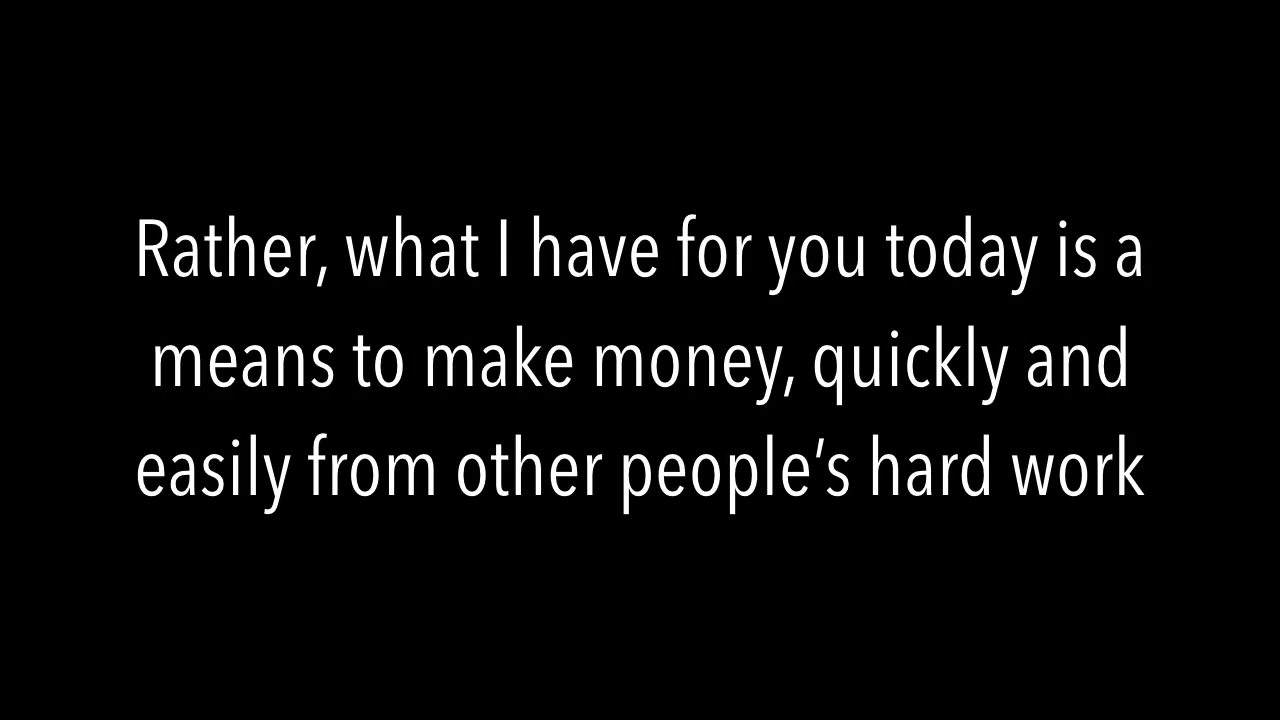 Rather, what I have for you today is a
means to make money, quickly and
easily from other people‘s hard work